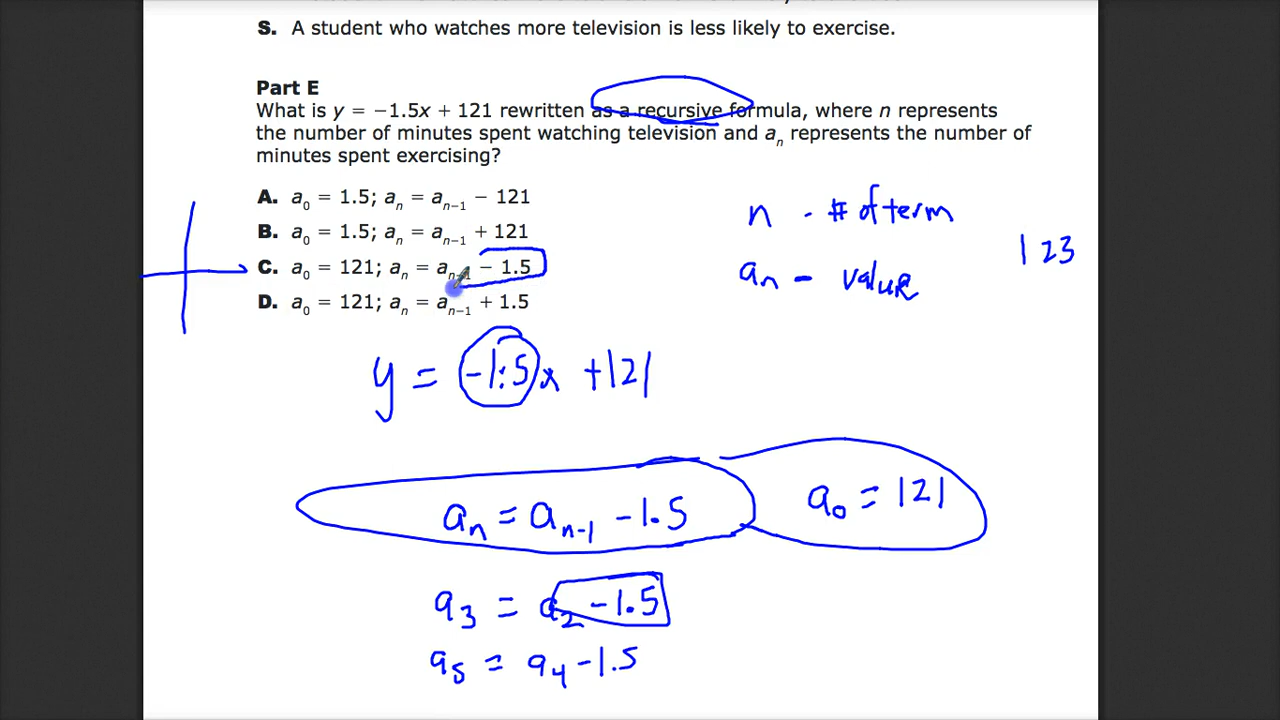 S. A student who watches more television is less likely to exercise.
Part E
What is y = −1.5x + 121 rewritten as a recursive formula, where n represents
the number of minutes spent watching television and aₙ represents the number of
minutes spent exercising?
A. a₀ = 1.5; aₙ = aₙ₋₁ − 121
B. a₀ = 1.5; aₙ = aₙ₋₁ + 121
C. a₀ = 121; aₙ = aₙ₋₁ − 1.5
D. a₀ = 121; aₙ = aₙ₋₁ + 1.5
n - # of term
1 2 3
aₙ - value
y = -1.5x + 121
aₙ = aₙ₋₁ - 1.5
a₀ = 121
a₃ = a₂ - 1.5
a₅ = a₄ - 1.5